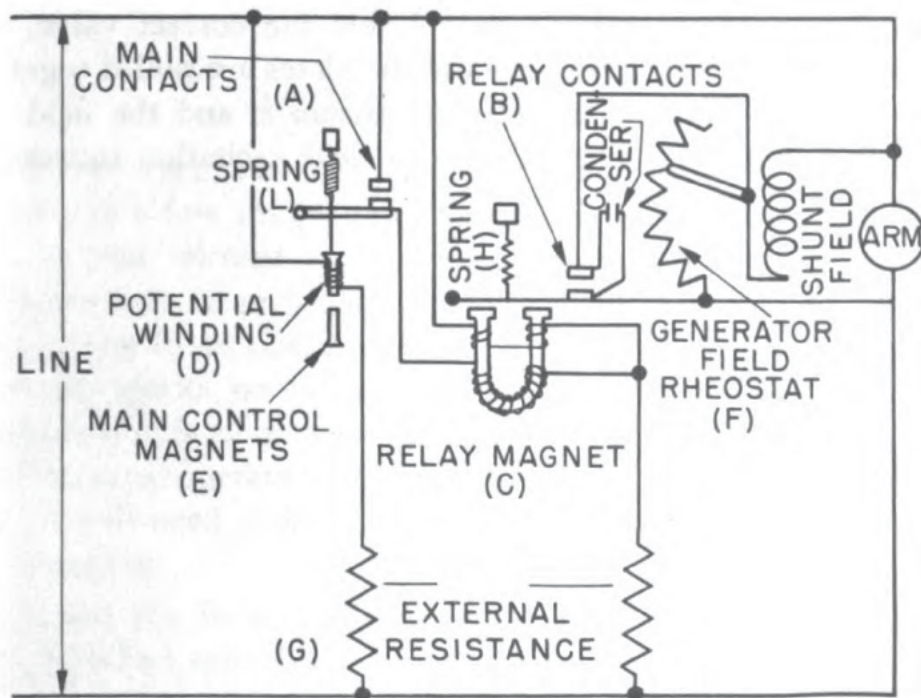 MAIN
CONTACTS
(A)
RELAY CONTACTS
(B)
CONDEN
SER.
SPRING
(L)
SPRING
(H)
SHUNT
FIELD
ARM
POTENTIAL
WINDING
(D)
LINE
MAIN CONTROL
MAGNETS
(E)
GENERATOR
FIELD
RHEOSTAT
(F)
RELAY MAGNET
(C)
EXTERNAL
RESISTANCE
(G)